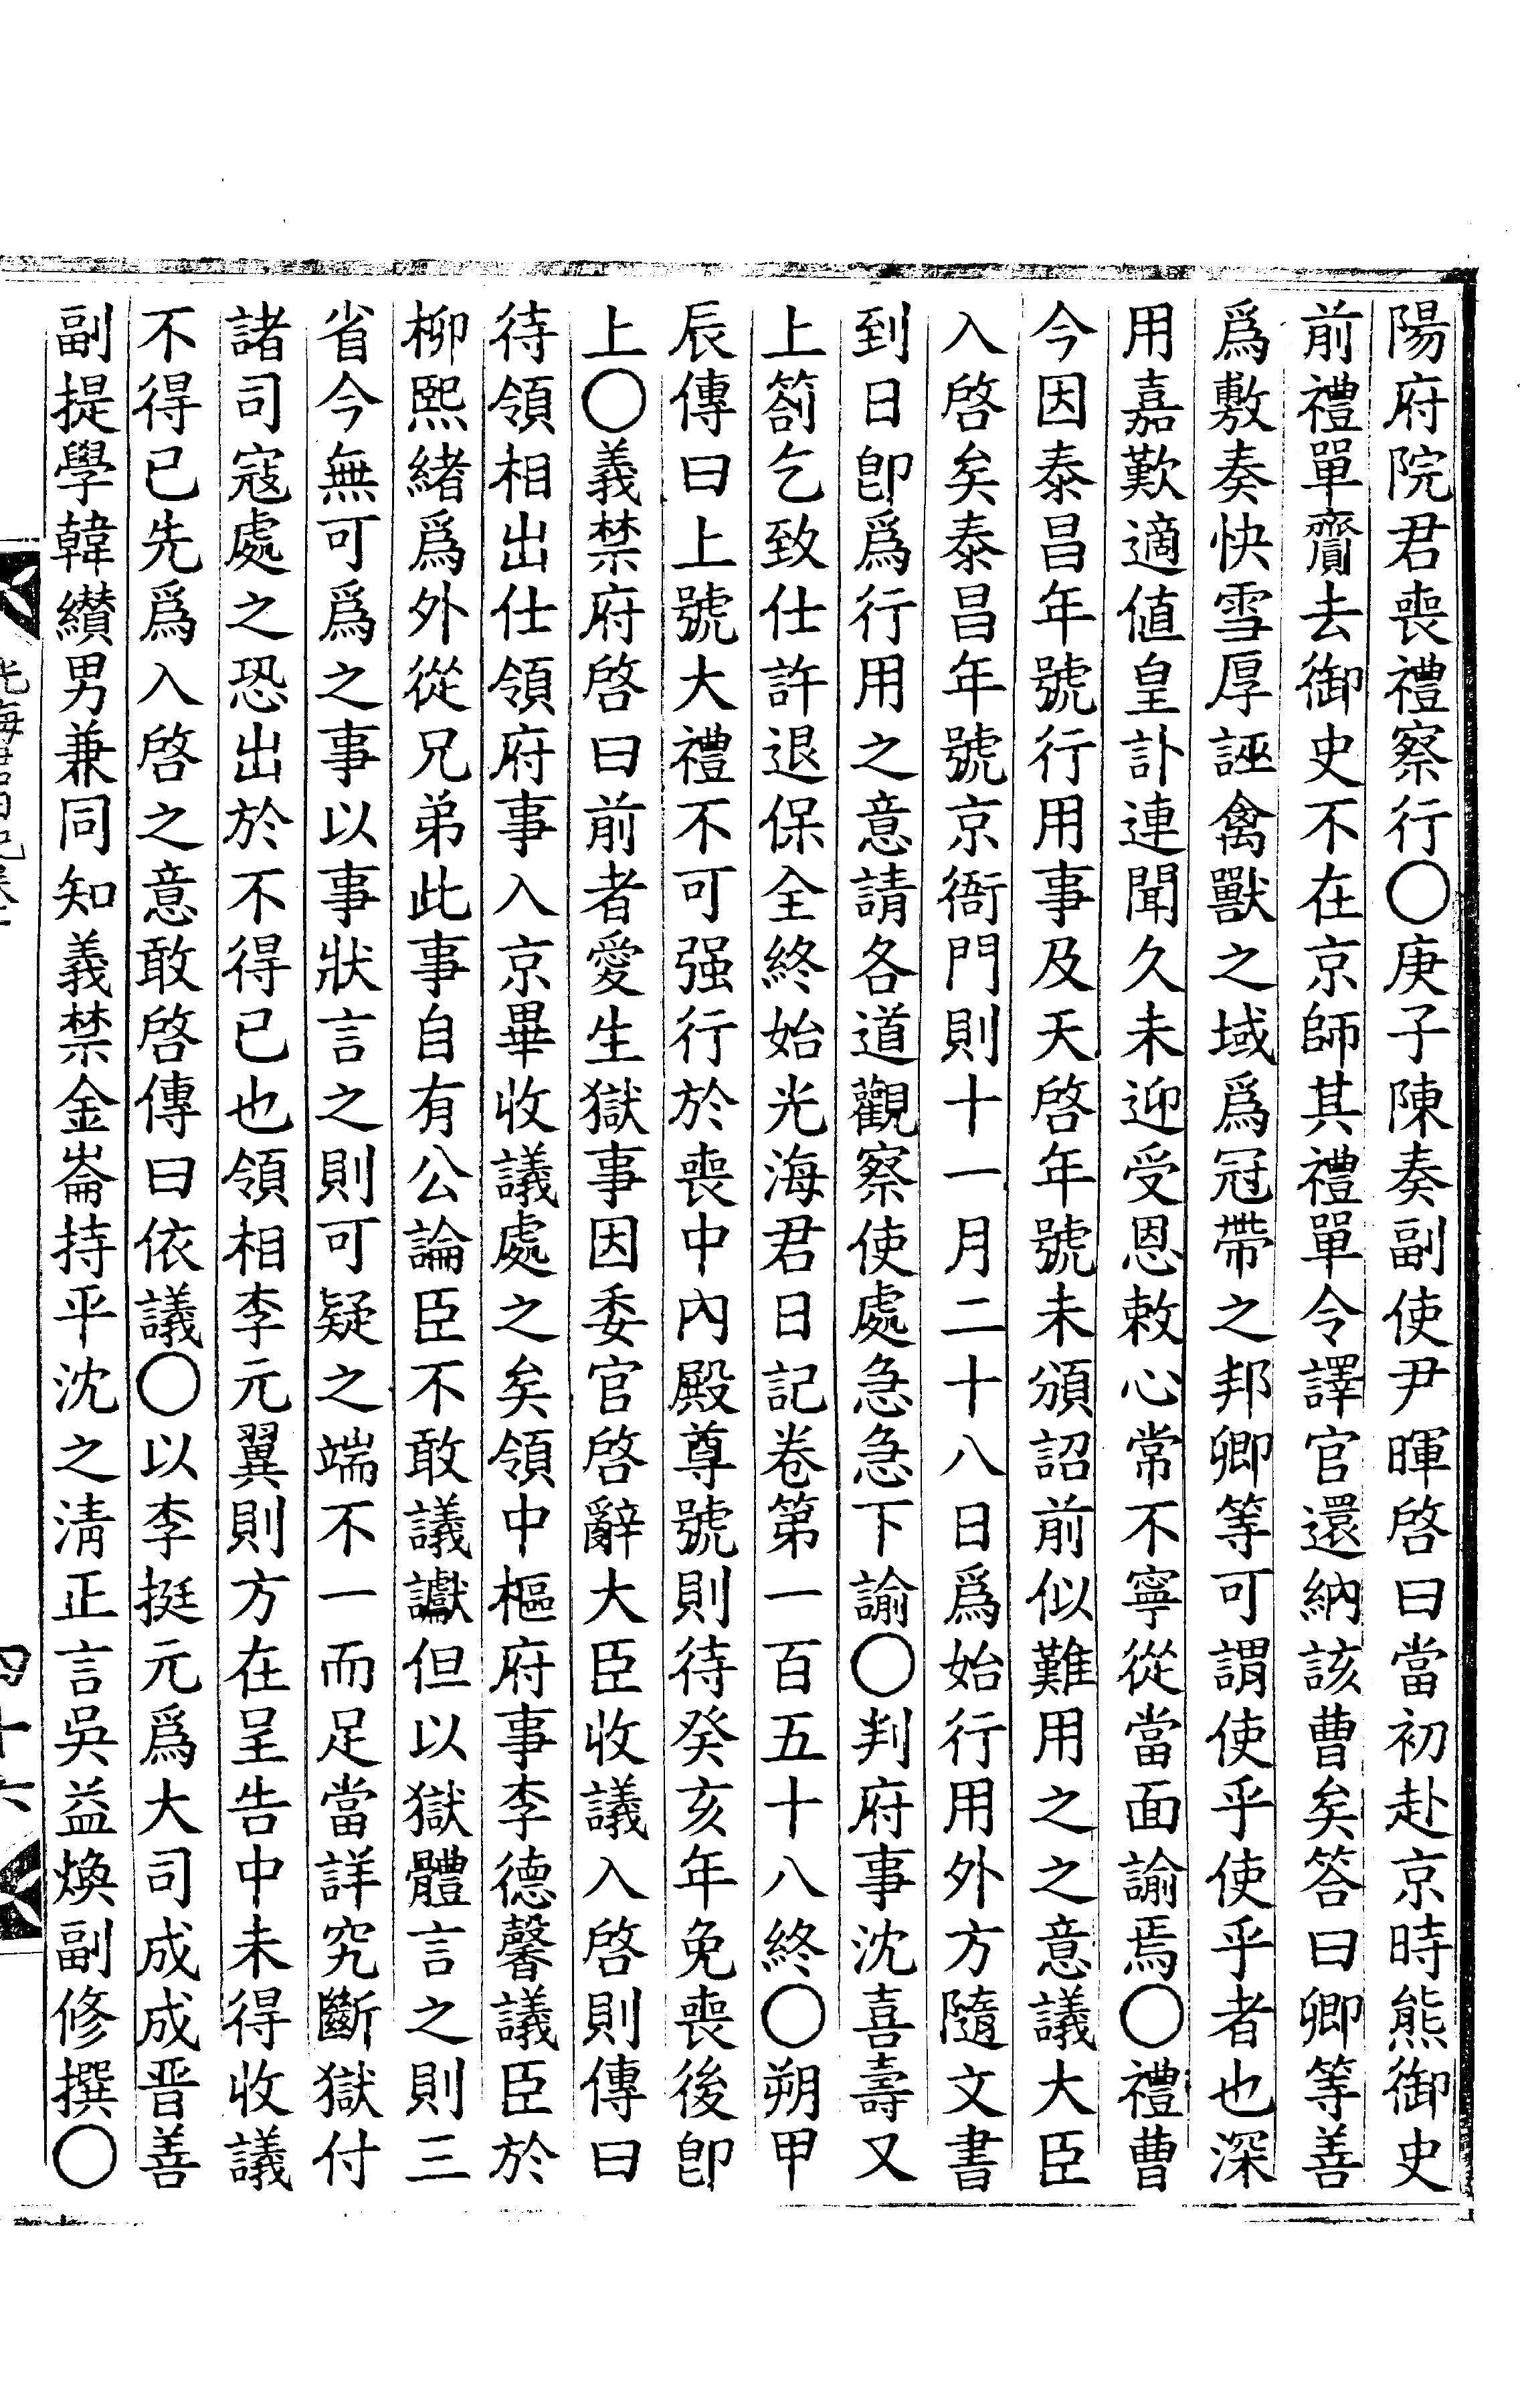 陽府院君喪禮察行○庚子陳奏副使尹暉啓曰當初赴京時熊御史
前禮單齎去御史不在京師其禮單令譯官還納該曹矣答曰卿等善
爲敷奏快雪厚誣禽獸之域爲冠帶之邦卿等可謂使乎使乎者也深
用嘉歎適値皇訃連聞久未迎受恩敕心常不寧從當面諭焉○禮曹
今因泰昌年號行用事及天啓年號未頒詔前似難用之之意議大臣
入啓矣泰昌年號京衙門則十一月二十八日爲始行用外方隨文書
到日卽爲行用之意請各道觀察使處急急下諭○判府事沈喜壽又
上箚乞致仕許退保全終始光海君日記卷第一百五十八終○朔甲
辰傳曰上號大禮不可强行於喪中內殿尊號則待癸亥年免喪後卽
上○義禁府啓曰前者愛生獄事因委官啓辭大臣收議入啓則傳曰
待領相出仕領府事入京畢收議處之矣領中樞府事李德馨議臣於
柳熙緖爲外從兄弟此事自有公論臣不敢議讞但以獄體言之則三
省今無可爲之事以事狀言之則可疑之端不一而足當詳究斷獄付
諸司寇處之恐出於不得已也領相李元翼則方在呈告中未得收議
不得已先爲入啓之意敢啓傳曰依議○以李挺元爲大司成成晋善
副提學韓纘男兼同知義禁金崙持平沈之淸正言吳益煥副修撰○
光海君日記卷十
四十六